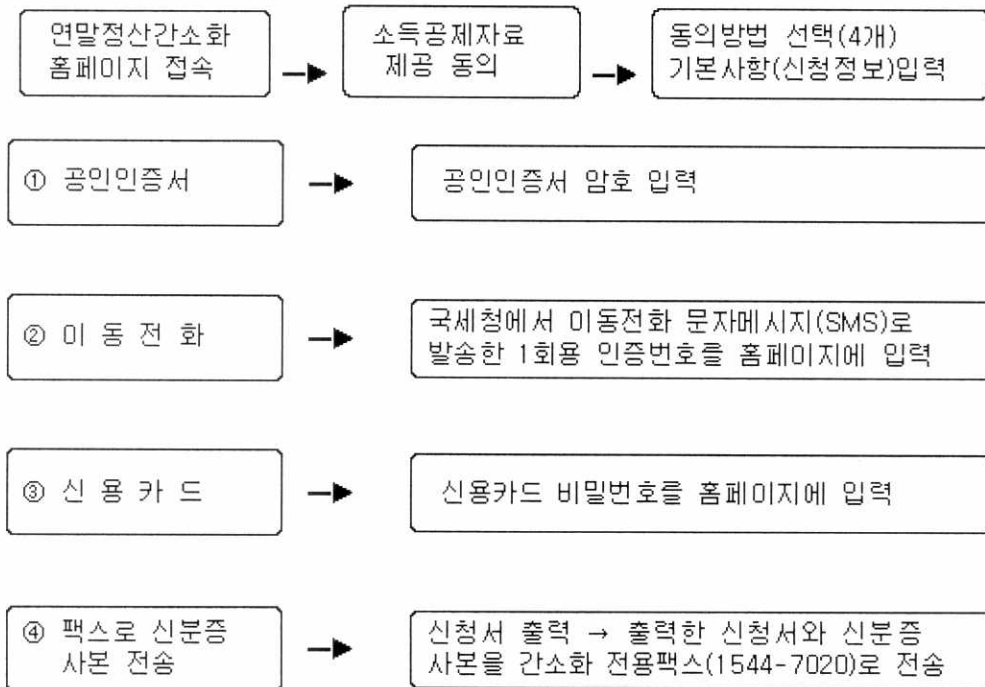 연말정산간소화
홈페이지 접속
소득공제자료
제공 동의
동의방법 선택(4개)
기본사항(신청정보)입력
① 공인인증서
공인인증서 암호 입력
② 이 동 전 화
국세청에서 이동전화 문자메시지(SMS)로
발송한 1회용 인증번호를 홈페이지에 입력
③ 신 용 카 드
신용카드 비밀번호를 홈페이지에 입력
④ 팩스로 신분증
사본 전송
신청서 출력 → 출력한 신청서와 신분증
사본을 간소화 전용팩스(1544-7020)로 전송